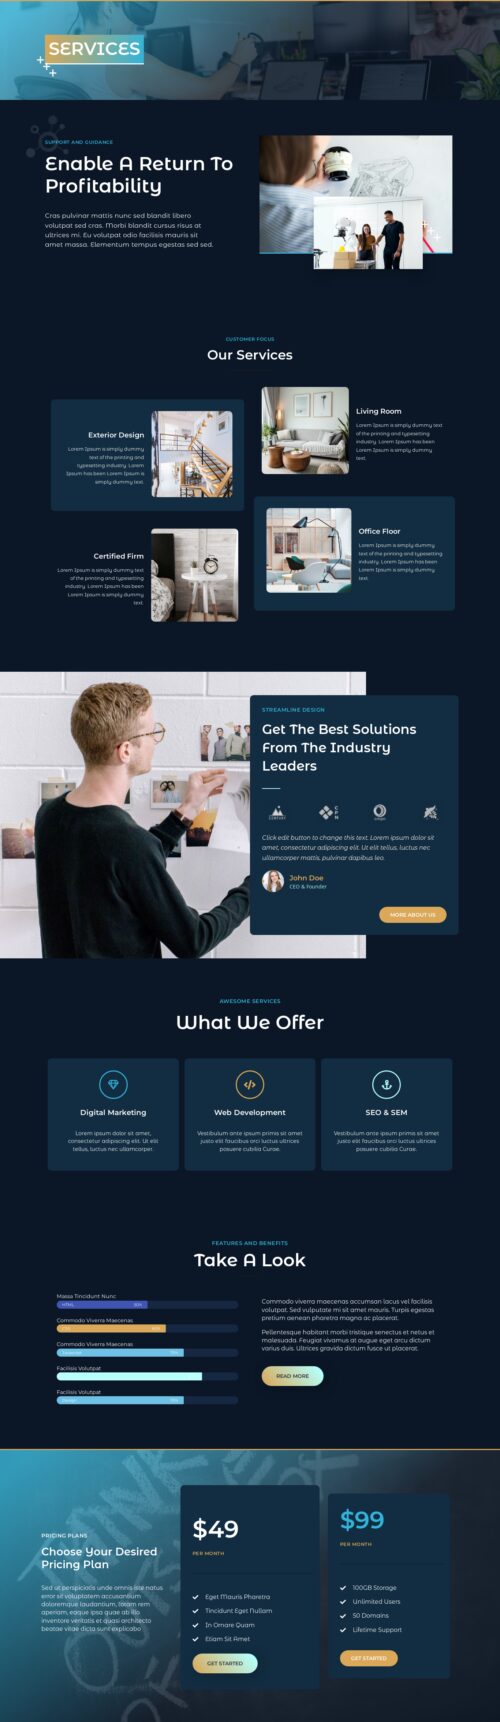 SERVICES
SUPPORT AND GUIDANCE
Enable A Return To
Profitability
Cras pulvinar mattis nunc sed blandit libero
volutpat sed cras. Morbi blandit cursus risus at
ultrices mi. Eu volutpat odio facilisis mauris sit
amet massa. Elementum tempus egestas sed sed.
CUSTOMER FOCUS
Our Services
Exterior Design
Lorem Ipsum is simply dummy
text of the printing and
typesetting industry. Lorem
Ipsum has been Lorem Ipsum is
simply dummy text.
Living Room
Lorem Ipsum is simply dummy text
of the printing and typesetting
industry. Lorem Ipsum has been
Lorem Ipsum is simply dummy
text.
Certified Firm
Lorem Ipsum is simply dummy text
of the printing and typesetting
industry. Lorem Ipsum has been
Lorem Ipsum is simply dummy
text.
Office Floor
Lorem Ipsum is simply dummy
text of the printing and typesetting
industry. Lorem Ipsum has been
Lorem Ipsum is simply dummy
text.
STREAMLINE DESIGN
Get The Best Solutions
From The Industry
Leaders
Click edit button to change this text. Lorem ipsum dolor sit
amet, consectetur adipiscing elit. Ut elit tellus, luctus nec
ullamcorper mattis, pulvinar dapibus leo.
John Doe
CEO & Founder
MORE ABOUT US
AWESOME SERVICES
What We Offer
Digital Marketing
Lorem ipsum dolor sit amet,
consectetur adipiscing elit. Ut elit
tellus, luctus nec ullamcorper.
Web Development
Vestibulum ante ipsum primis sit amet
justo elit faucibus orci luctus ultrices
posuere cubilia Curae.
SEO & SEM
Vestibulum ante ipsum primis sit amet
justo elit faucibus orci luctus ultrices
posuere cubilia Curae.
FEATURES AND BENEFITS
Take A Look
Massa Tincidunt Nunc
HTML 50%
Commodo Viverra Maecenas
Commodo Viverra Maecenas
Facilisis Volutpat
Facilisis Volutpat
Commodo viverra maecenas accumsan lacus vel facilisis
volutpat. Sed vulputate mi sit amet mauris. Turpis egestas
pretium aenean pharetra magna ac placerat.
Pellentesque habitant morbi tristique senectus et netus et
malesuada. Feugiat vivamus at augue eget arcu dictum
varius duis. Ultrices gravida dictum fusce ut placerat.
READ MORE
PRICING PLANS
Choose Your Desired
Pricing Plan
Sed ut perspiciatis unde omnis iste natus
error sit voluptatem accusantium
doloremque laudantium, totam rem
aperiam, eaque ipsa quae ab illo
inventore veritatis et quasi architecto
beatae vitae dicta sunt explicabo
$49
PER MONTH
Eget Mauris Pharetra
Tincidunt Eget Nullam
In Ornare Quam
Etiam Sit Amet
GET STARTED
$99
PER MONTH
100GB Storage
Unlimited Users
50 Domains
Lifetime Support
GET STARTED